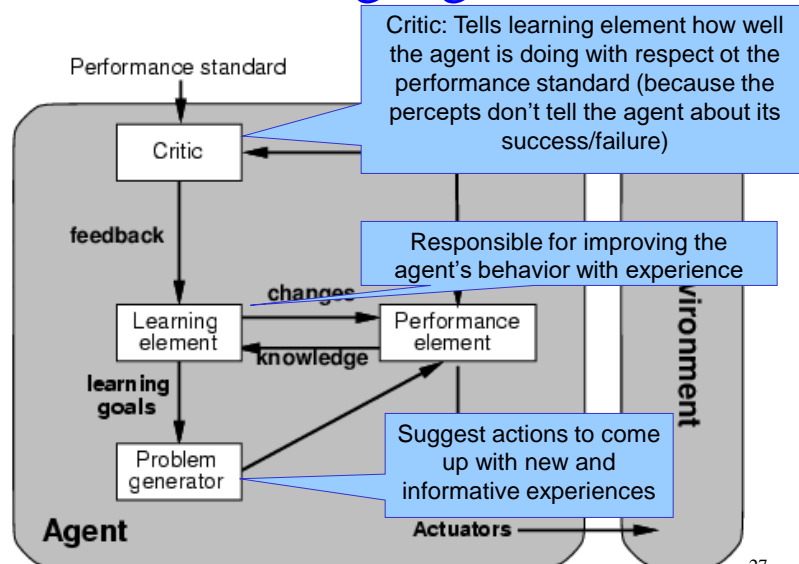 Critic: Tells learning element how well
the agent is doing with respect ot the
performance standard (because the
percepts don't tell the agent about its
success/failure)
Performance standard
Critic
feedback
Responsible for improving the
agent's behavior with experience
changes
Learning
element
Performance
element
knowledge
vironment
learning
goals
Problem
generator
Suggest actions to come
up with new and
informative experiences
Agent
Actuators